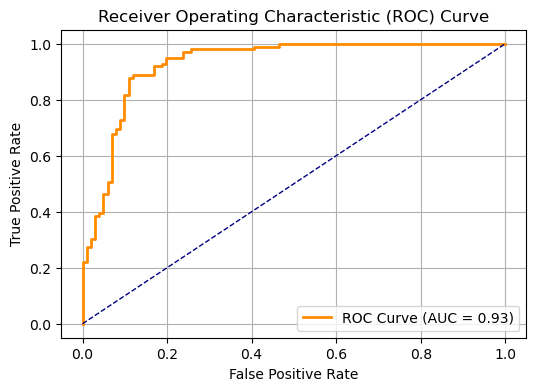 Receiver Operating Characteristic (ROC) Curve
1.0
0.8
0.6
0.4
0.2
0.0
True Positive Rate
ROC Curve (AUC = 0.93)
0.0 0.2 0.4 0.6 0.8 1.0
False Positive Rate